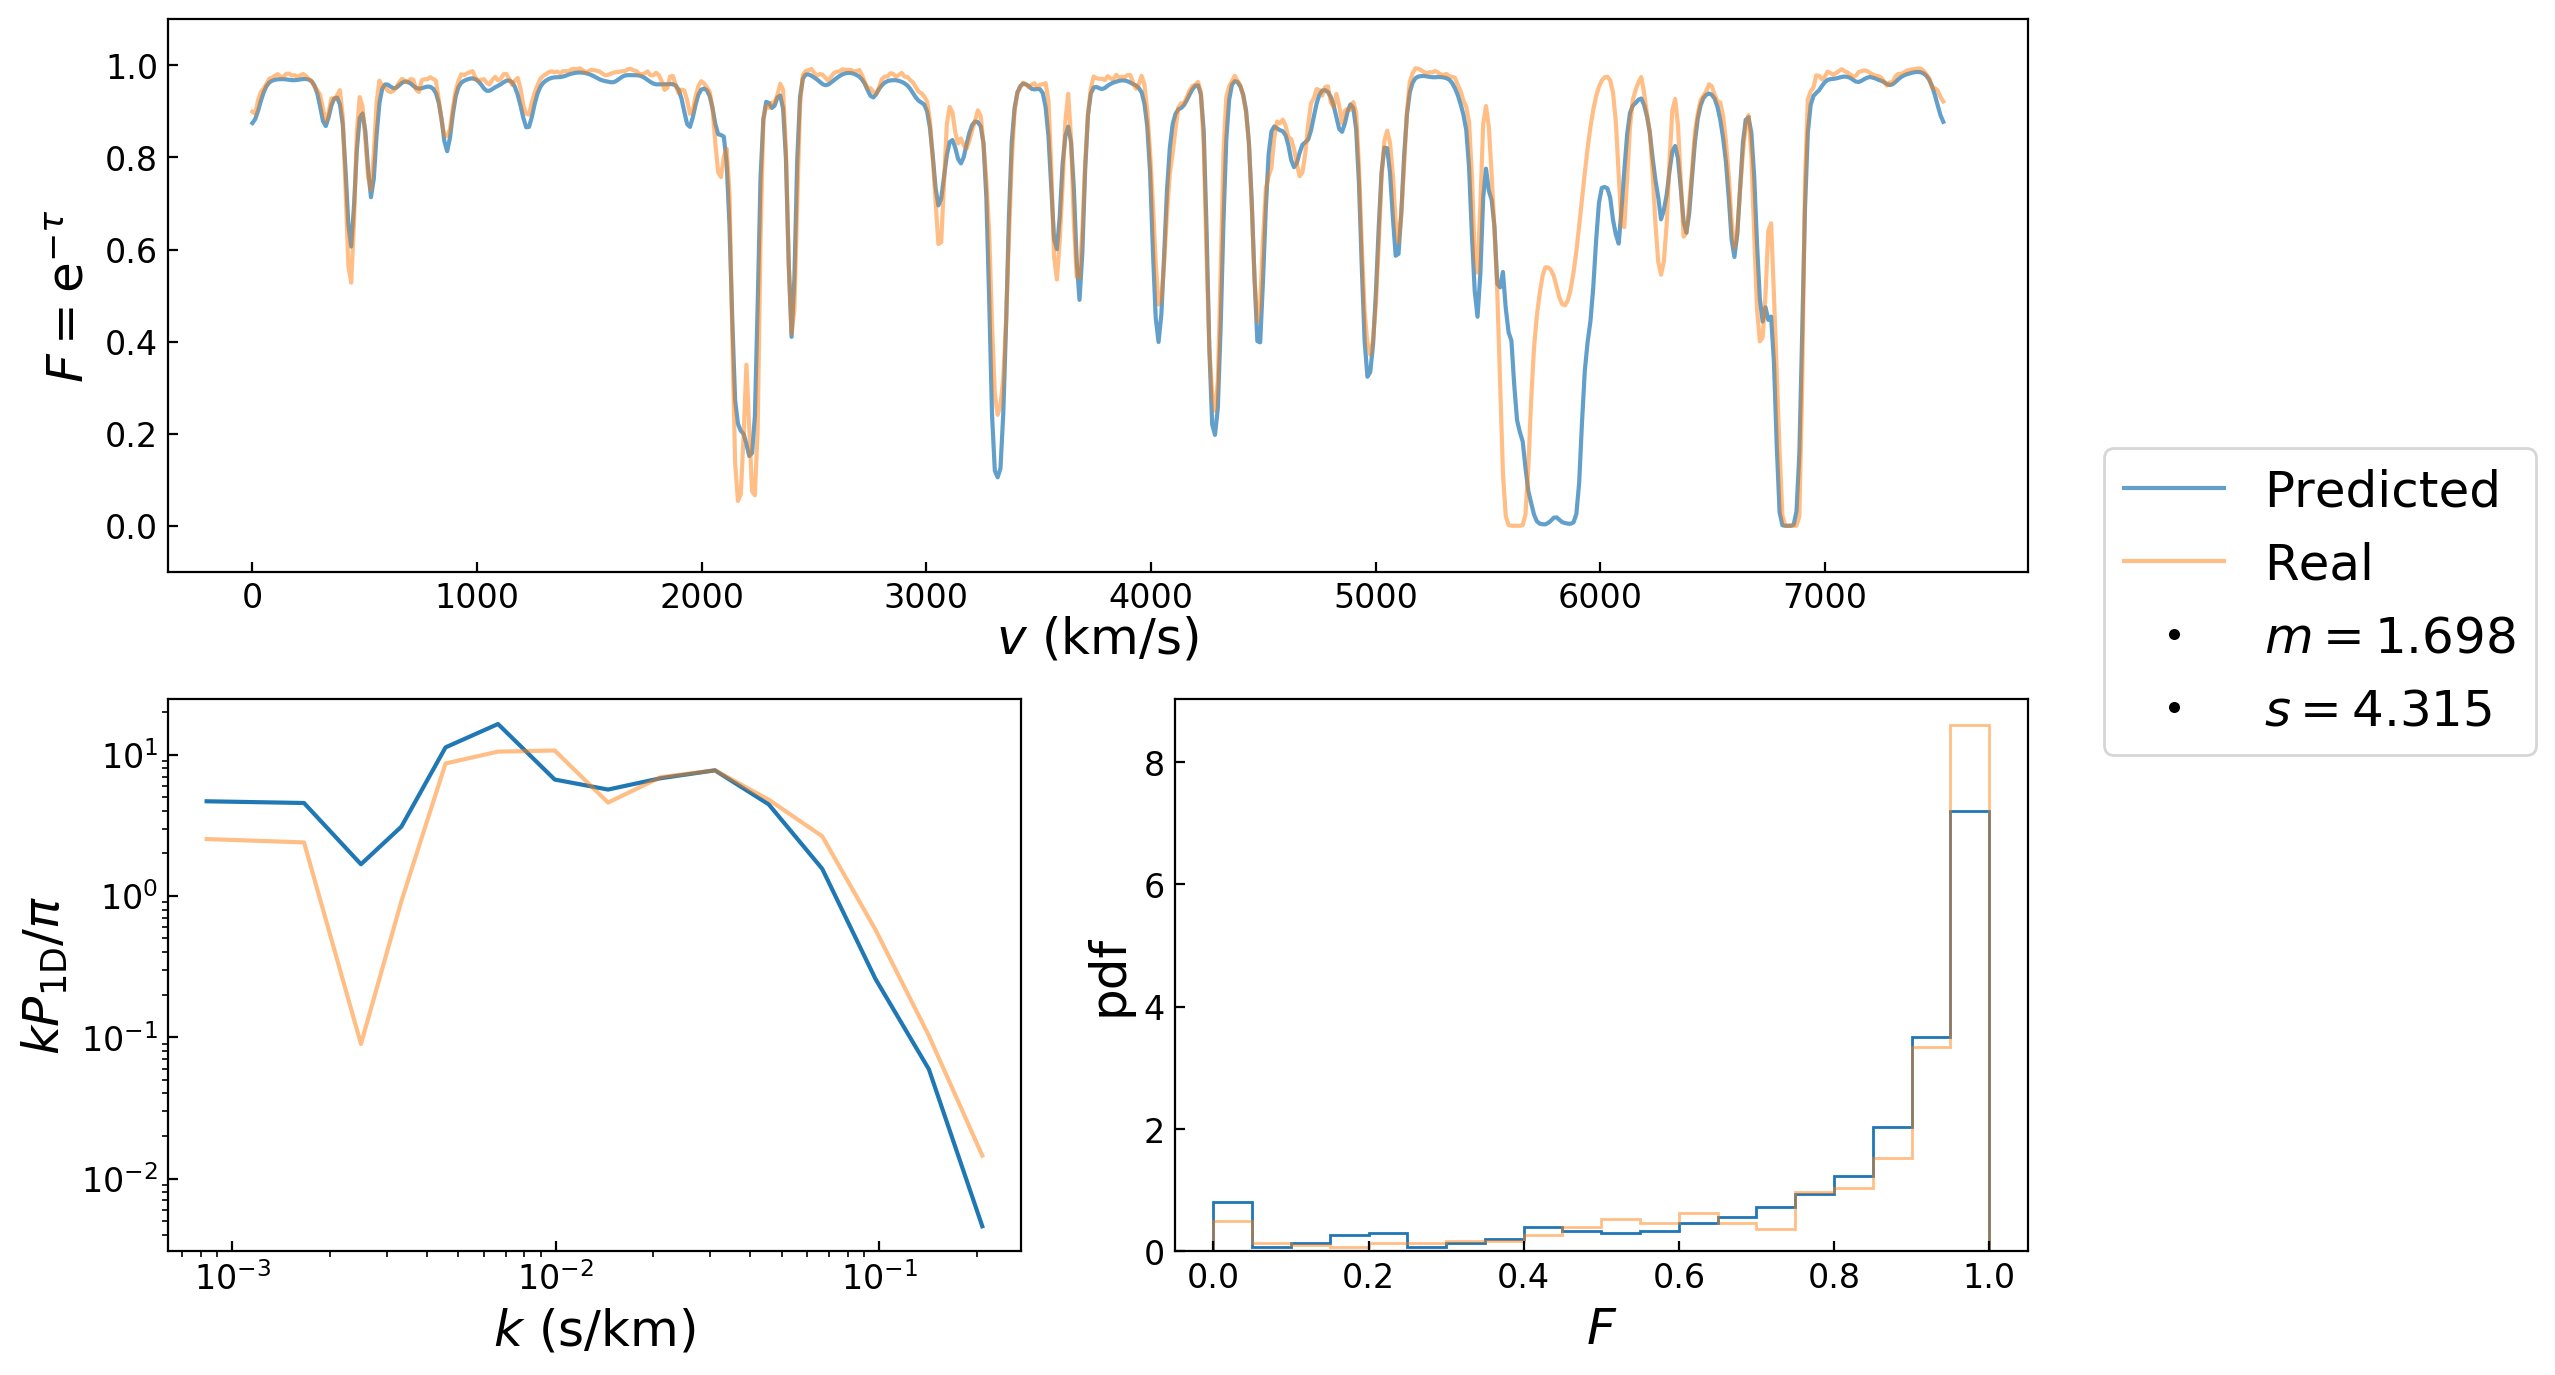 F = e^{−τ}
1.0
0.8
0.6
0.4
0.2
0.0
0 1000 2000 3000 4000 5000 6000 7000
v (km/s)
Predicted
Real
m = 1.698
s = 4.315
kP_{1D}/π
10^1
10^0
10^{−1}
10^{−2}
10^{−3} 10^{−2} 10^{−1}
k (s/km)
pdf
8
6
4
2
0
0.0 0.2 0.4 0.6 0.8 1.0
F